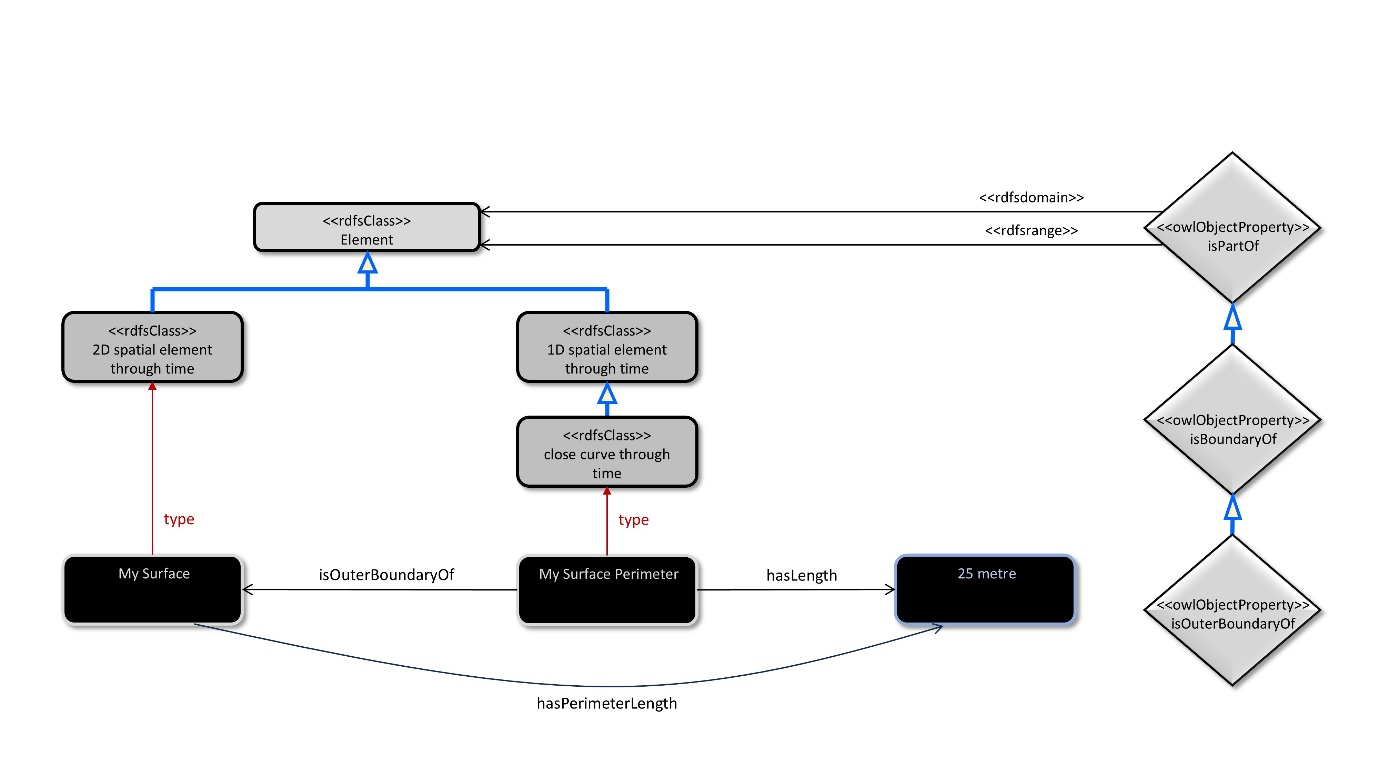 <<rdfsdomain>>
<<rdfsClass>>
Element
<<rdfsrange>>
<<owlObjectProperty>>
isPartOf
<<rdfsClass>>
2D spatial element
through time
<<rdfsClass>>
1D spatial element
through time
<<owlObjectProperty>>
isBoundaryOf
<<rdfsClass>>
close curve through
time
type
type
My Surface
isOuterBoundaryOf
My Surface Perimeter
hasLength
25 metre
<<owlObjectProperty>>
isOuterBoundaryOf
hasPerimeterLength